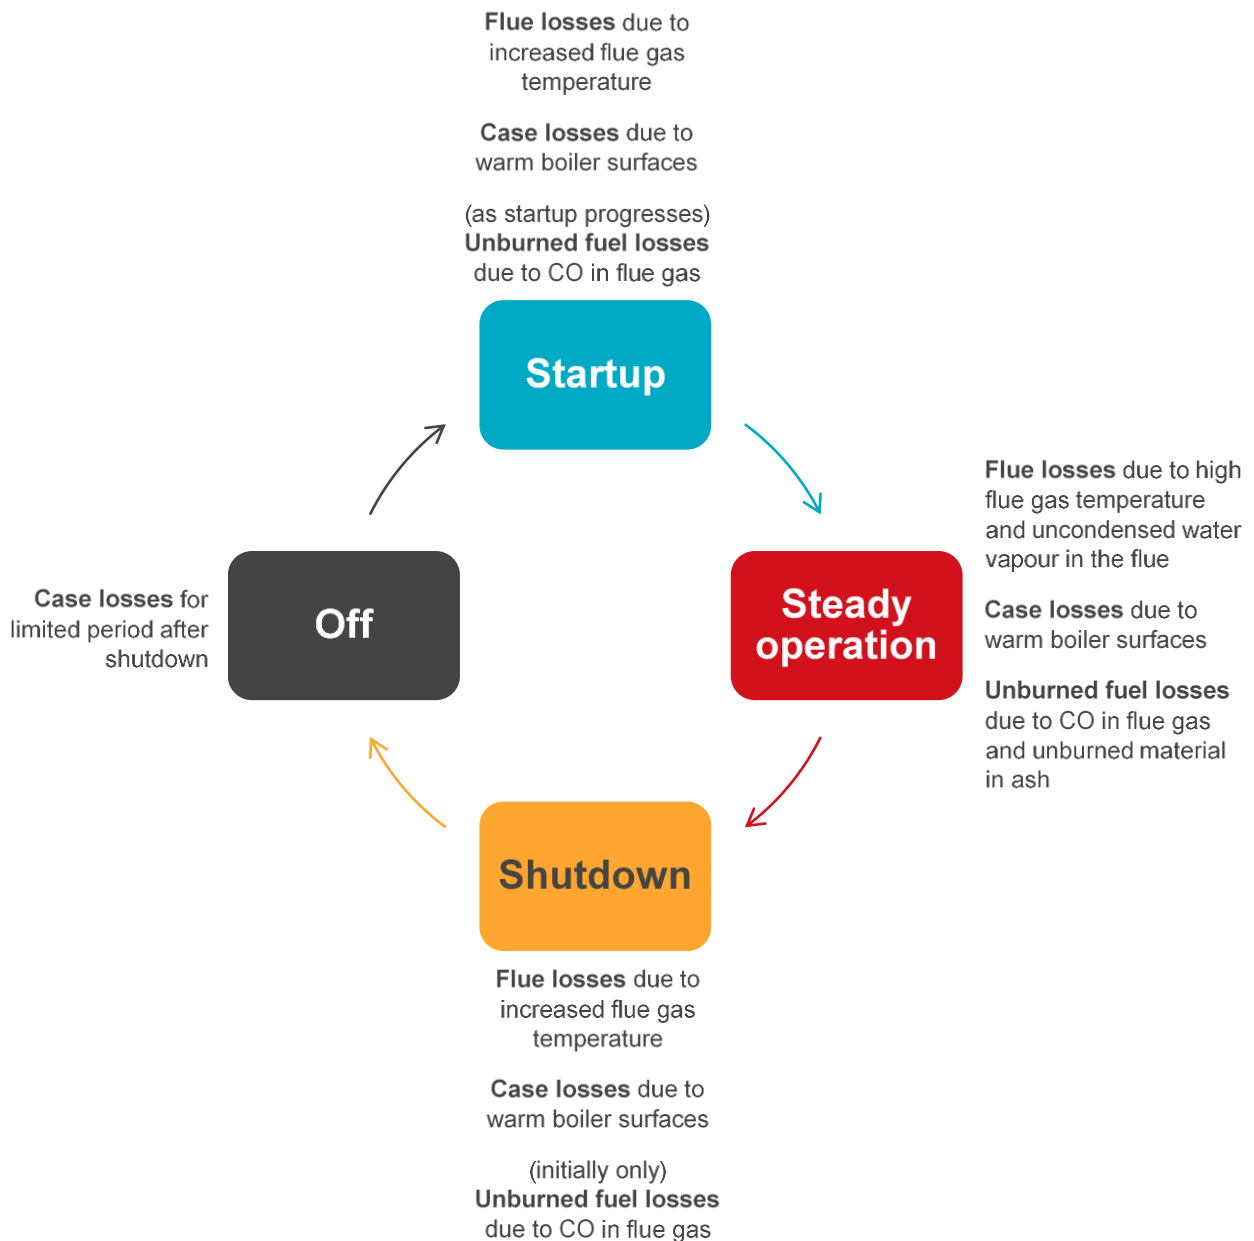 Flue losses due to
increased flue gas
temperature
Case losses due to
warm boiler surfaces
(as startup progresses)
Unburned fuel losses
due to CO in flue gas
Startup
Flue losses due to high
flue gas temperature
and uncondensed water
vapour in the flue
Case losses due to
warm boiler surfaces
Unburned fuel losses
due to CO in flue gas
and unburned material
in ash
Steady
operation
Case losses for
limited period after
shutdown
Off
Shutdown
Flue losses due to
increased flue gas
temperature
Case losses due to
warm boiler surfaces
(initially only)
Unburned fuel losses
due to CO in flue gas